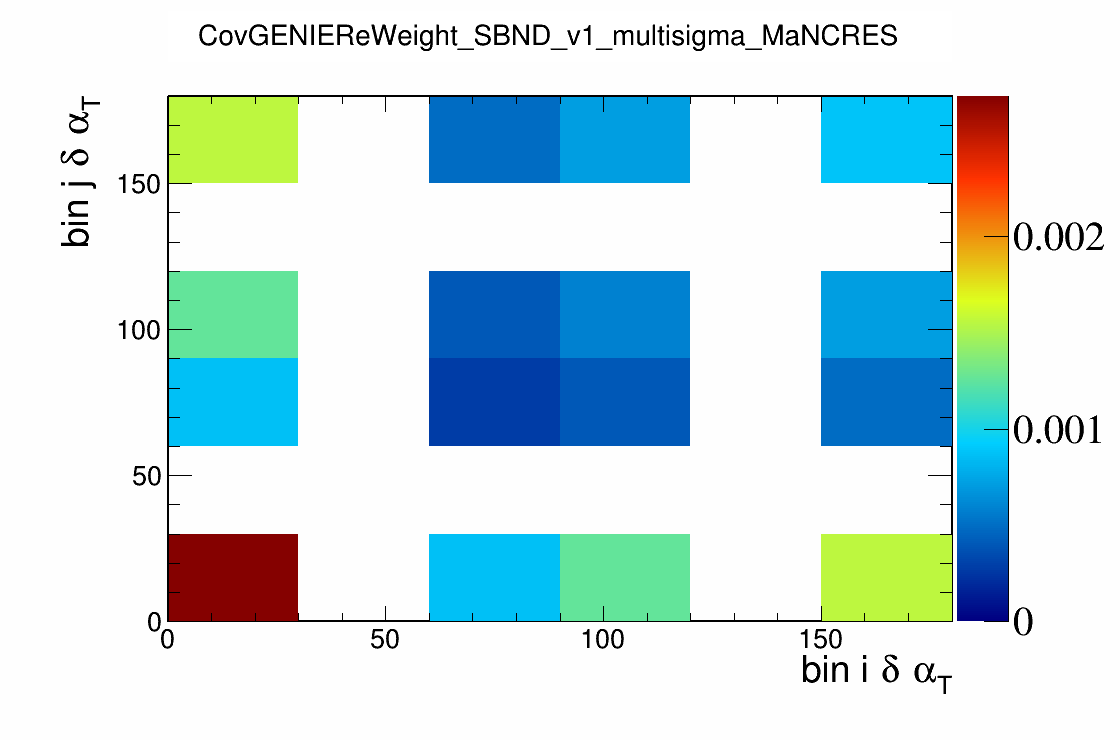 CovGENIEReWeight_SBND_v1_multisigma_MaNCRES
bin j δ α_T
150
100
50
0
0 50 100 150
bin i δ α_T
0.002
0.001
0